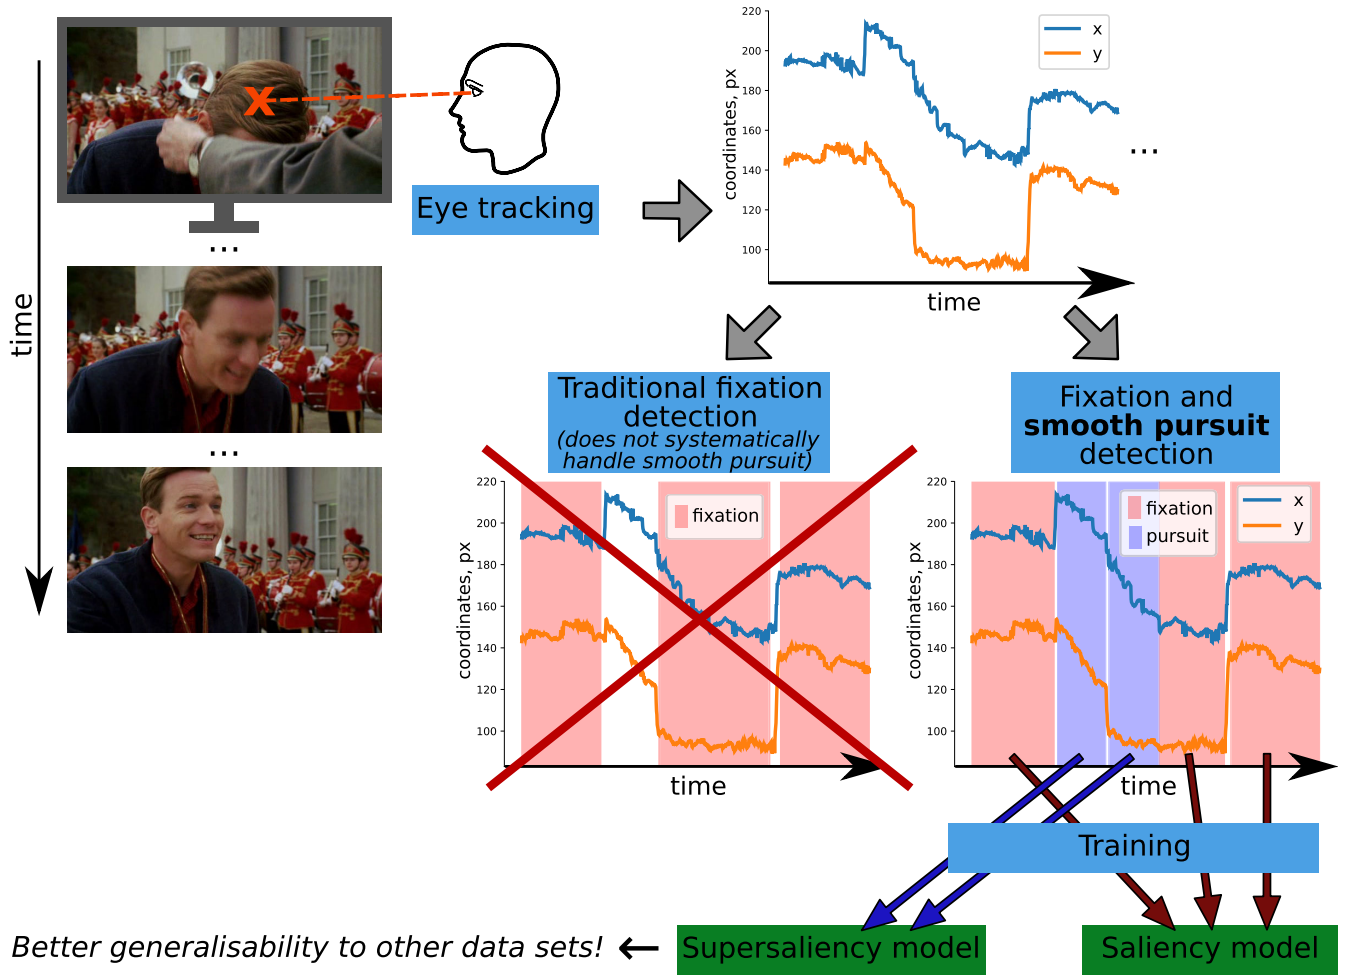 time
X
...
...
Eye tracking
220
200
180
160
140
120
100
coordinates, px
x
y
...
time
Traditional fixation
detection
(does not systematically
handle smooth pursuit)
220
200
180
160
140
120
100
coordinates, px
fixation
time
Fixation and
smooth pursuit
detection
220
200
180
160
140
120
100
coordinates, px
fixation
pursuit
x
y
time
Training
Better generalisability to other data sets!
Supersaliency model
Saliency model